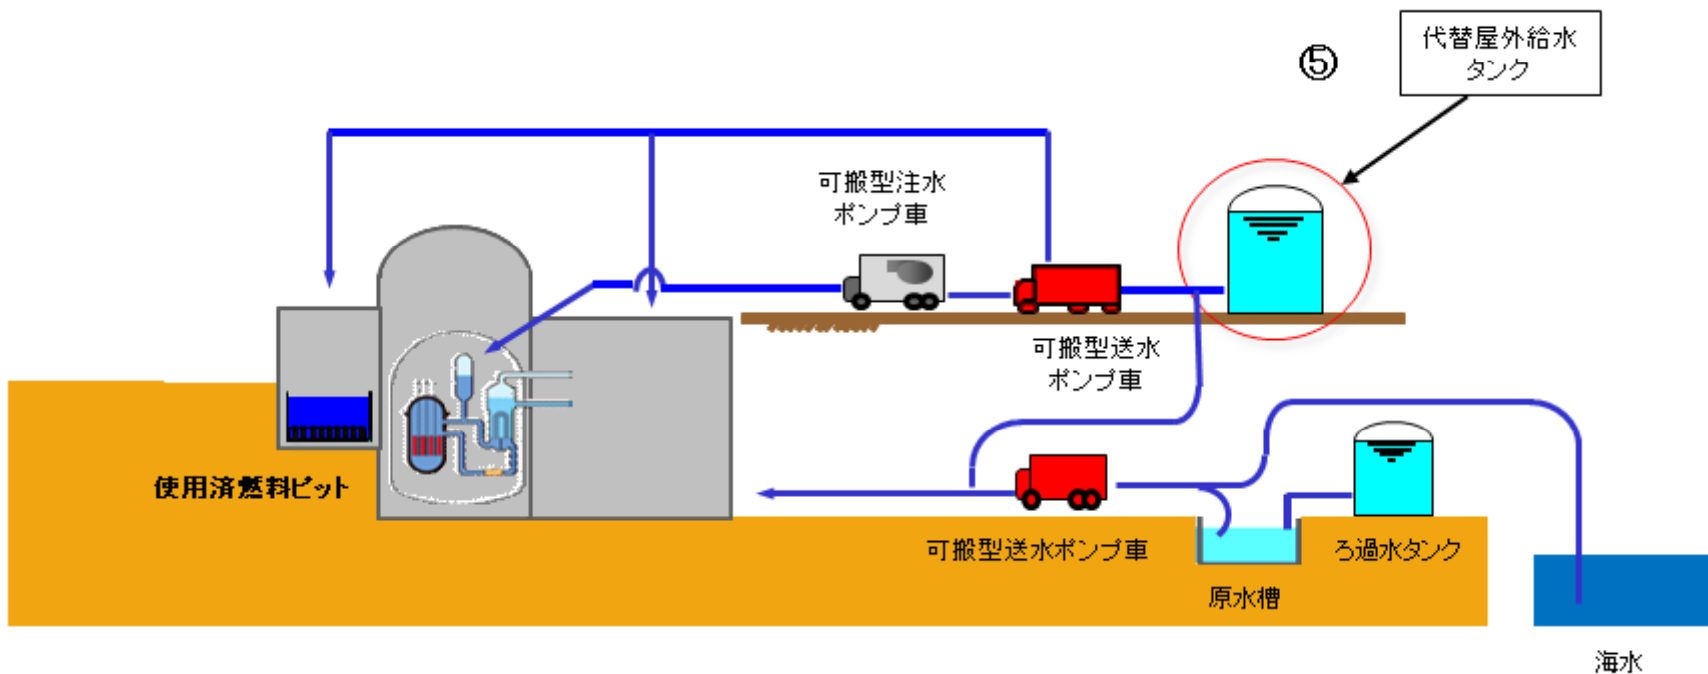 ⑤
代替屋外給水
タンク
可搬型注水
ポンプ車
可搬型送水
ポンプ車
使用済燃料ピット
可搬型送水ポンプ車
ろ過水タンク
原水槽
海水